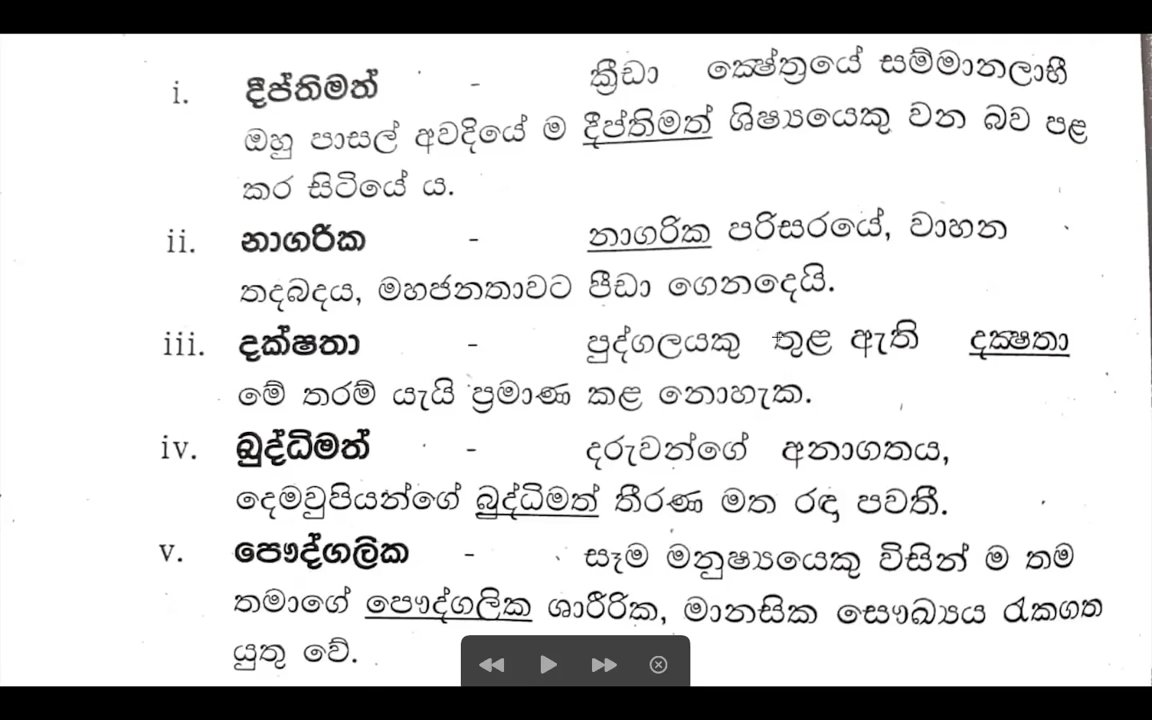 i. දීප්තිමත් - ක්‍රීඩා ක්‍ෂේත්‍රයේ සම්මානලාභී
ඔහු පාසල් අවදියේ ම දීප්තිමත් ශිෂ්‍යයෙකු වන බව පළ
කර සිටියේ ය.
ii. නාගරික - නාගරික පරිසරයේ, වාහන
තදබදය, මහජනතාවට පීඩා ගෙනදෙයි.
iii. දක්ෂතා - පුද්ගලයකු තුළ ඇති දක්‍ෂතා
මේ තරම් යැයි ප්‍රමාණ කළ නොහැක.
iv. බුද්ධිමත් - දරුවන්ගේ අනාගතය,
දෙමවුපියන්ගේ බුද්ධිමත් තීරණ මත රඳා පවතී.
v. පෞද්ගලික - සෑම මනුෂ්‍යයෙකු විසින් ම තම
තමාගේ පෞද්ගලික ශාරීරික, මානසික සෞඛ්‍යය රැකගත
යුතු වේ.